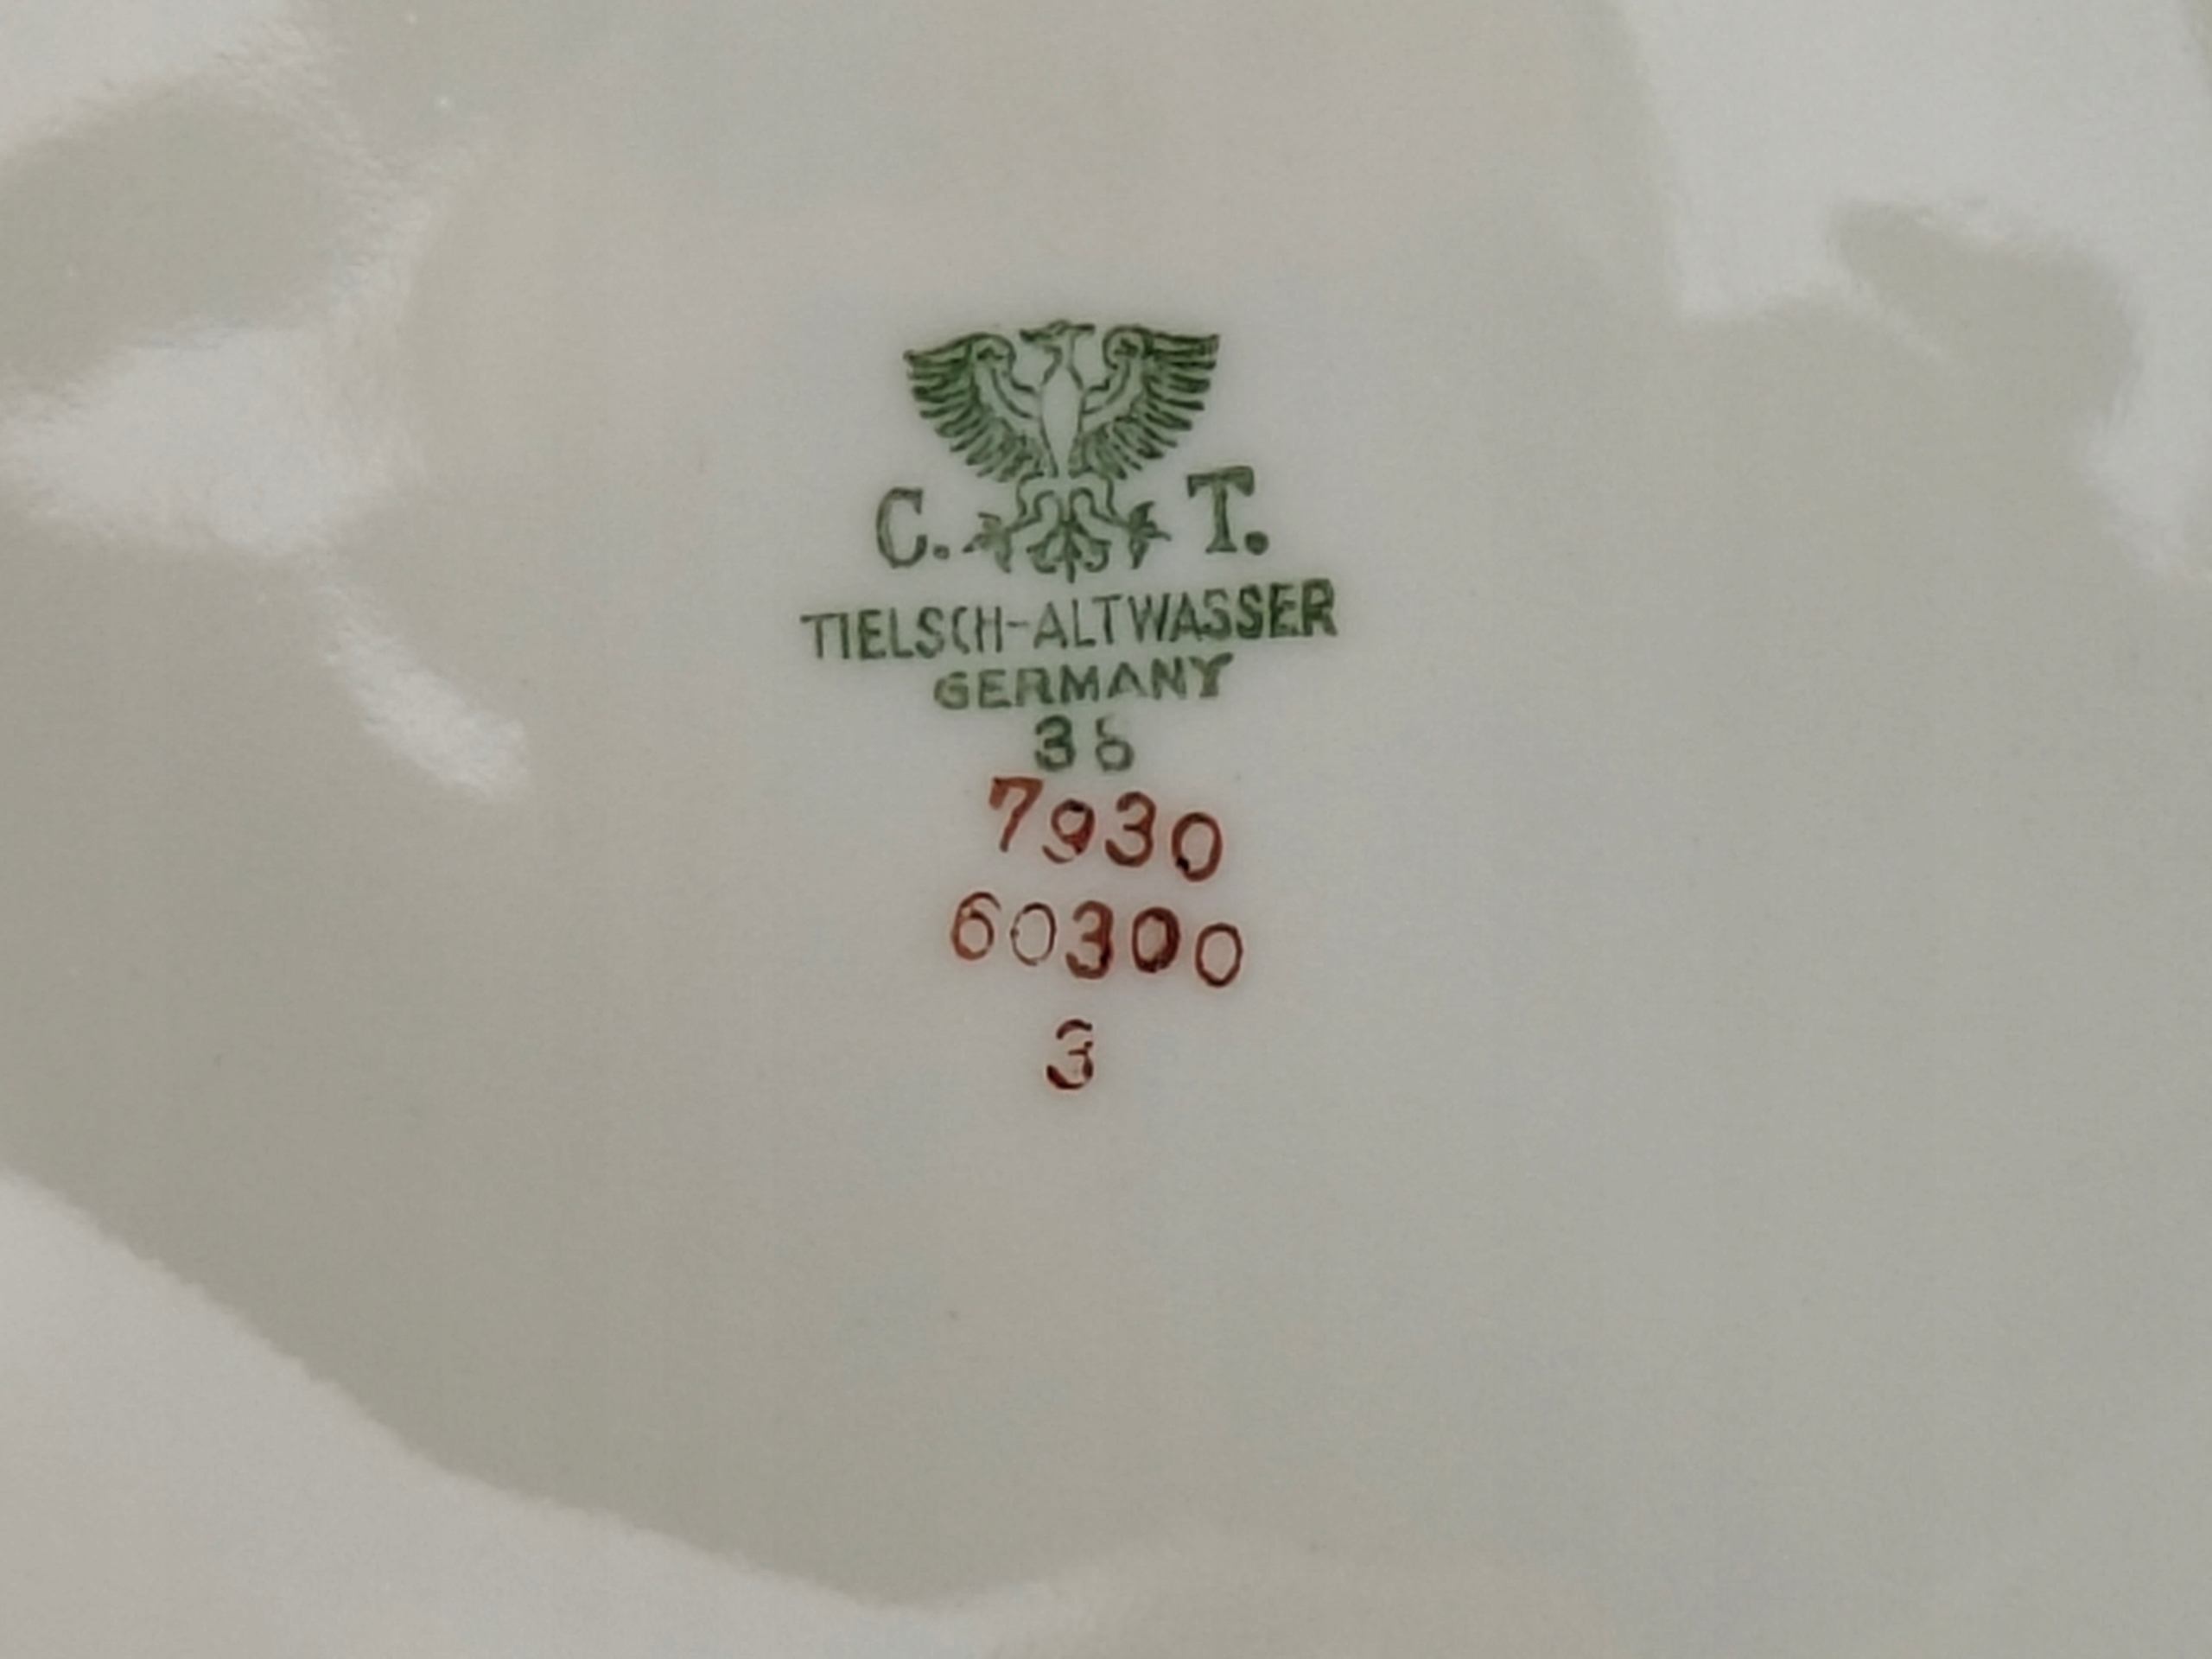 C. T.
TIELSCH-ALTWASSER
GERMANY
36
7930
60300
3